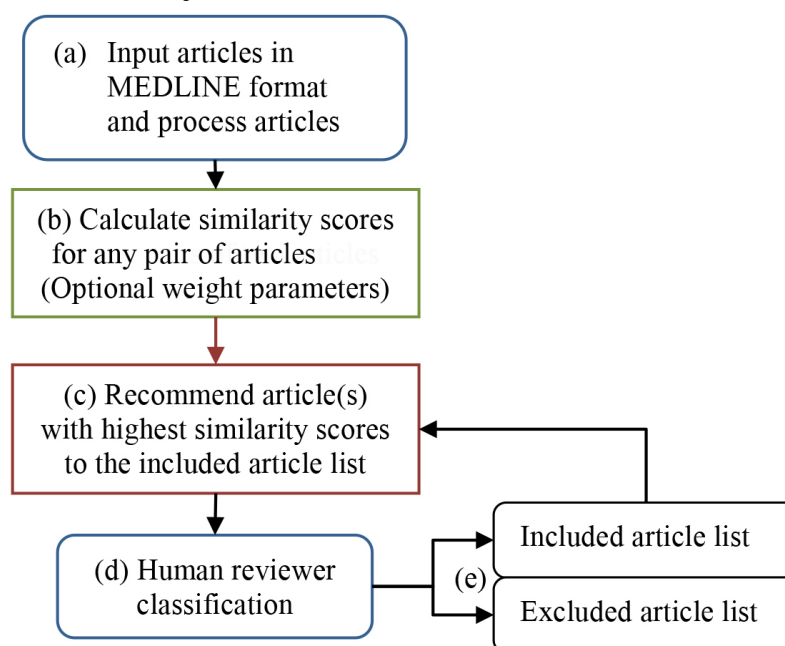 (a) Input articles in
MEDLINE format
and process articles
(b) Calculate similarity scores
for any pair of articles
(Optional weight parameters)
(c) Recommend article(s)
with highest similarity scores
to the included article list
(d) Human reviewer
classification
(e)
Included article list
Excluded article list